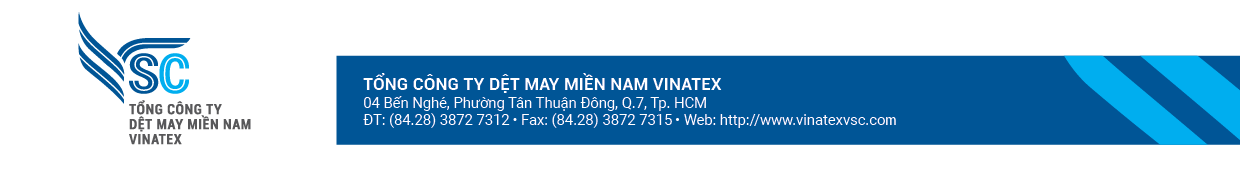 VSC
TỔNG CÔNG TY
DỆT MAY MIỀN NAM
VINATEX
TỔNG CÔNG TY DỆT MAY MIỀN NAM VINATEX
04 Bến Nghé, Phường Tân Thuận Đông, Q.7, Tp. HCM
ĐT: (84.28) 3872 7312 • Fax: (84.28) 3872 7315 • Web: http://www.vinatexvsc.com